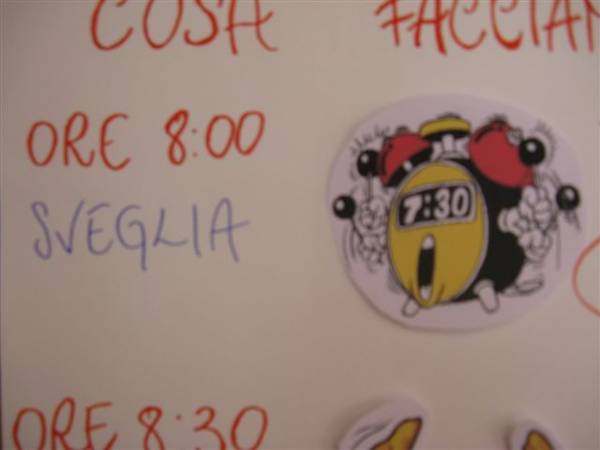 COSA FACCIAM
ORE 8:00
7:30
SVEGLIA
ORE 8:30